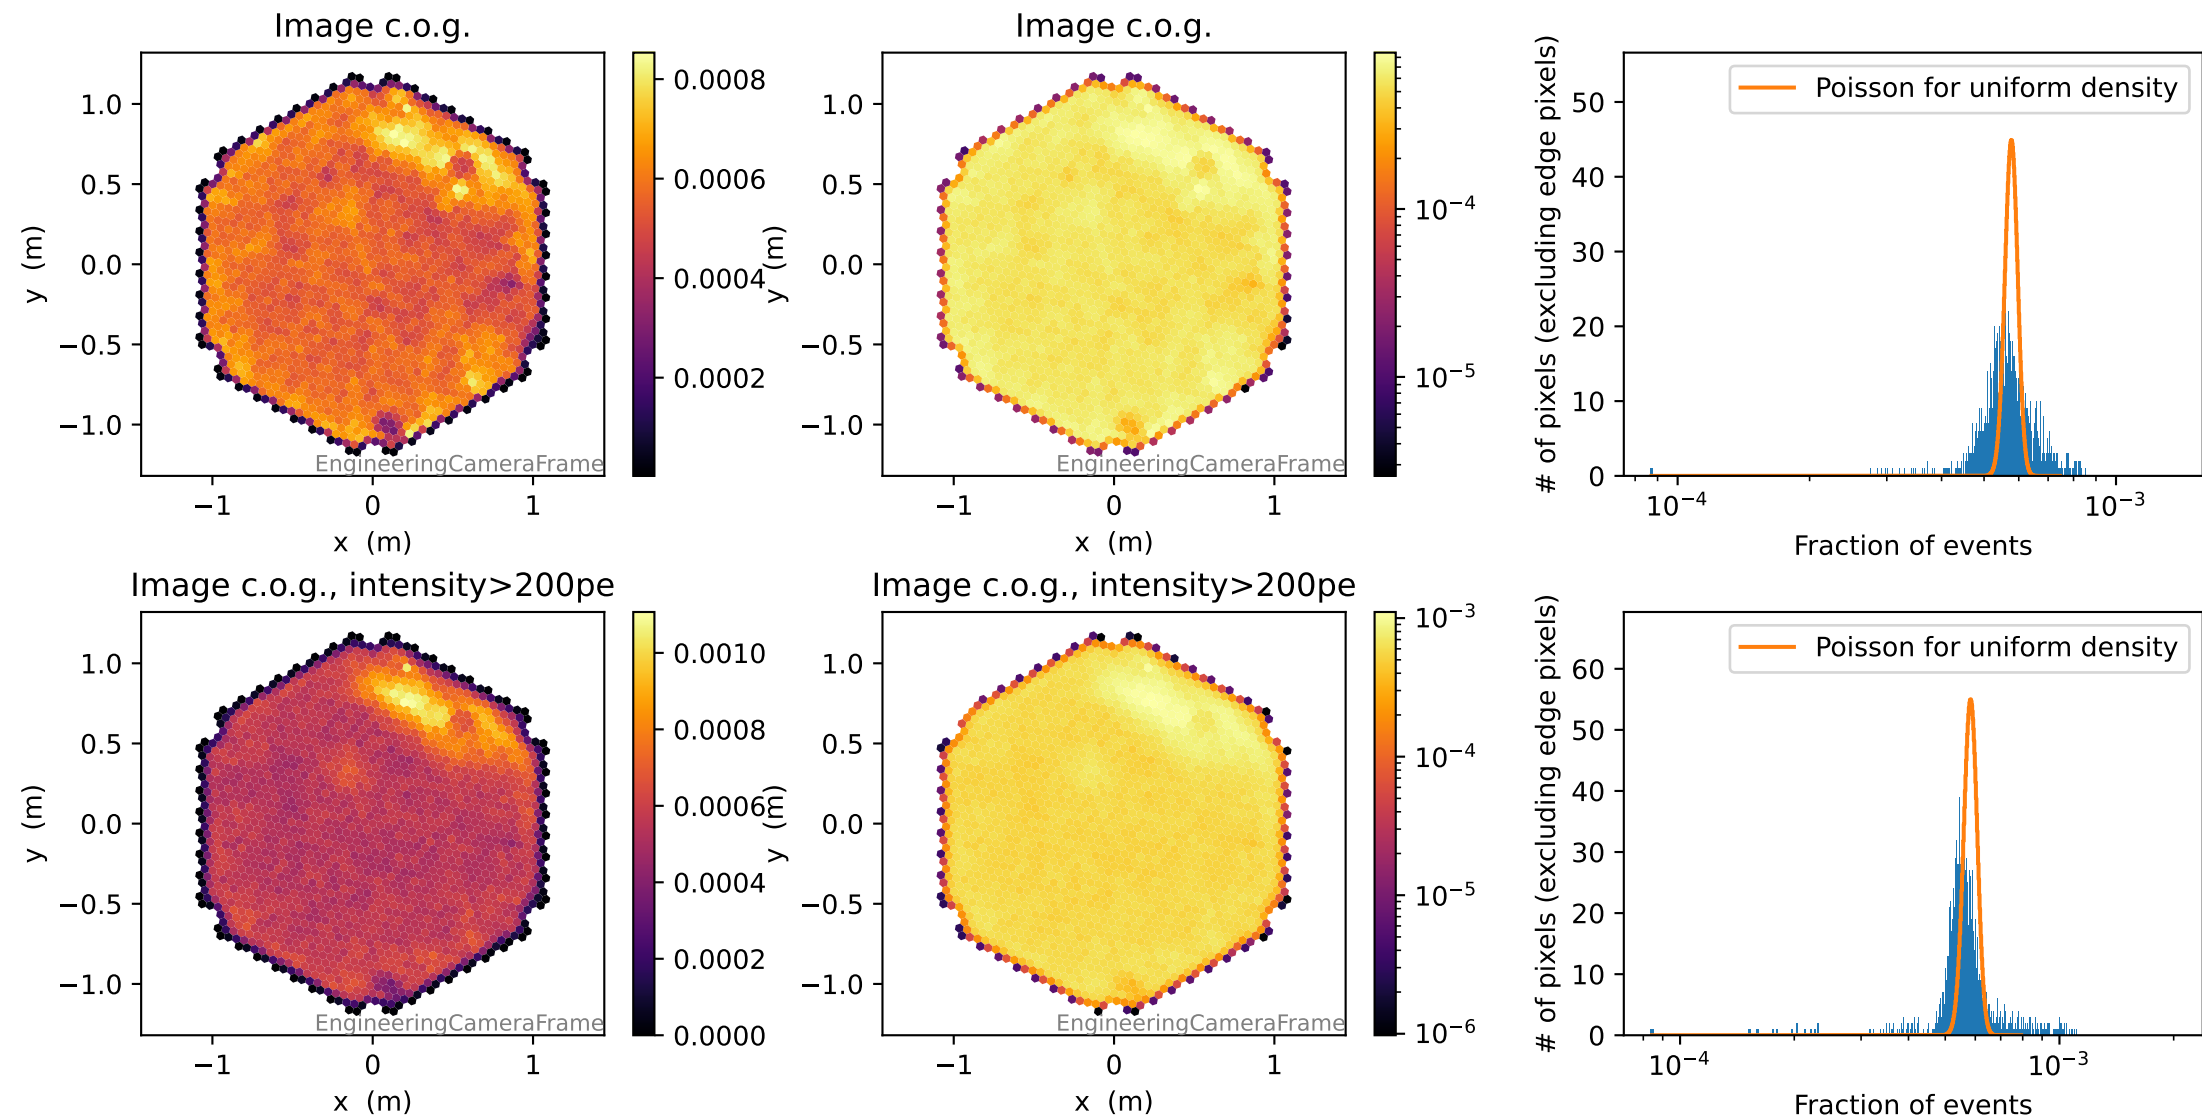 Image c.o.g.
1.0
0.5
0.0
−0.5
−1.0
y (m)
−1
0
1
x (m)
EngineeringCameraFrame
0.0008
0.0006
0.0004
0.0002
Image c.o.g.
1.0
0.5
0.0
−0.5
−1.0
y (m)
−1
0
1
x (m)
EngineeringCameraFrame
10⁻⁴
10⁻⁵
# of pixels (excluding edge pixels)
50
40
30
20
10
0
Poisson for uniform density
10⁻⁴
10⁻³
Fraction of events
Image c.o.g., intensity>200pe
1.0
0.5
0.0
−0.5
−1.0
y (m)
−1
0
1
x (m)
EngineeringCameraFrame
0.0010
0.0008
0.0006
0.0004
0.0002
0.0000
Image c.o.g., intensity>200pe
1.0
0.5
0.0
−0.5
−1.0
y (m)
−1
0
1
x (m)
EngineeringCameraFrame
10⁻³
10⁻⁴
10⁻⁵
10⁻⁶
# of pixels (excluding edge pixels)
60
50
40
30
20
10
0
Poisson for uniform density
10⁻⁴
10⁻³
Fraction of events